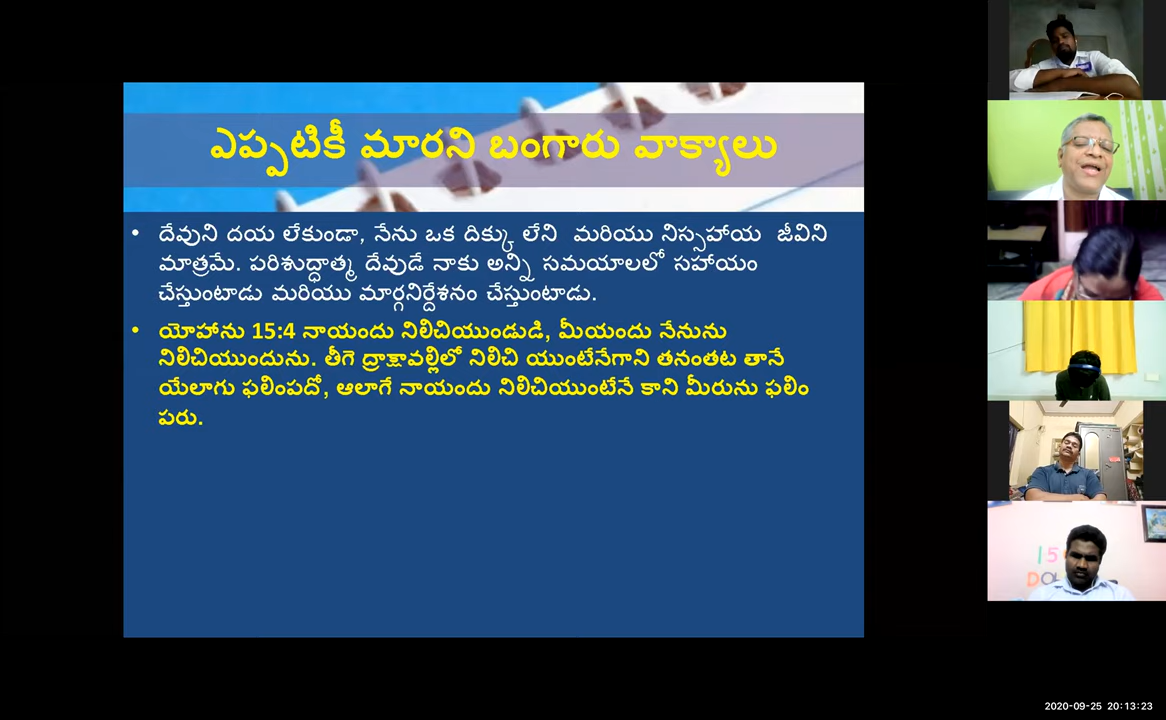 ఎప్పటికీ మారని బంగారు వాక్యాలు
• దేవుని దయ లేకుండా, నేను ఒక దిక్కు లేని మరియు నిస్సహాయ జీవిని
మాత్రమే. పరిశుద్ధాత్మ దేవుడే నాకు అన్ని సమయాలలో సహాయం
చేస్తుంటాడు మరియు మార్గనిర్దేశనం చేస్తుంటాడు.
• యోహాను 15:4 నాయందు నిలిచియుండుడి, మీయందు నేనును
నిలిచియుందును. తీగె ద్రాక్షావల్లిలో నిలిచి యుంటేనేగాని తనంతట తానే
యేలాగు ఫలింపదో, ఆలాగే నాయందు నిలిచియుంటేనే కాని మీరును ఫలిం
పరు.
15
2020-09-25 20:13:23